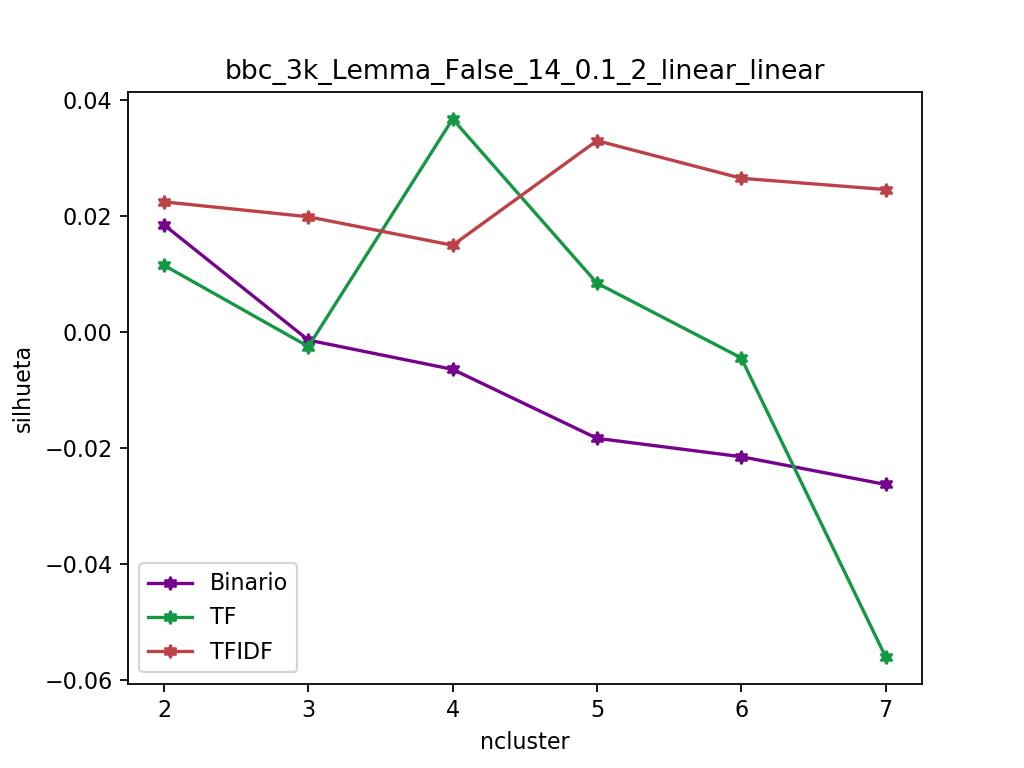 bbc_3k_Lemma_False_14_0.1_2_linear_linear
0.04
0.02
0.00
−0.02
−0.04
−0.06
silhueta
Binario
TF
TFIDF
2 3 4 5 6 7
ncluster